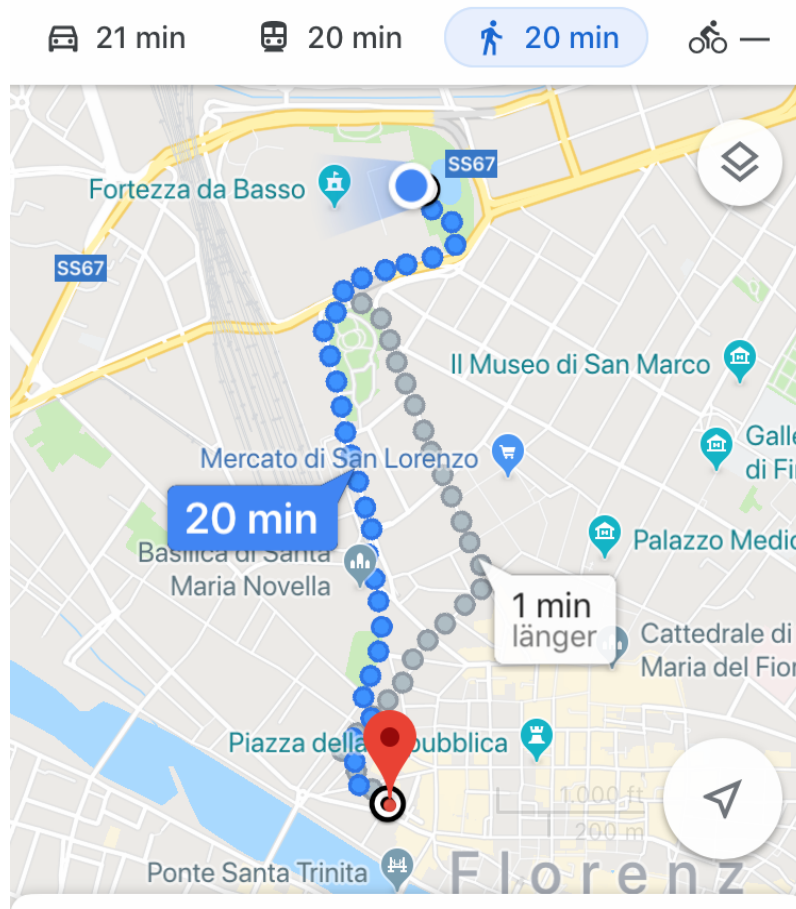 21 min
20 min
20 min
—
SS67
Fortezza da Basso
SS67
Il Museo di San Marco
Galle
di Fi
Mercato di San Lorenzo
20 min
Palazzo Medic
Basilica di Santa
Maria Novella
1 min
länger
Cattedrale di
Maria del Fior
Piazza della Repubblica
1.000 ft
200 m
Ponte Santa Trinita
Florenz